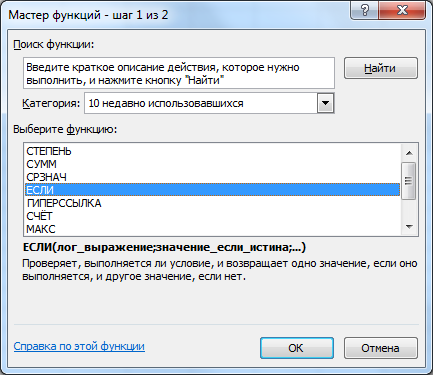 Мастер функций - шаг 1 из 2
Поиск функции:
Введите краткое описание действия, которое нужно
выполнить, и нажмите кнопку "Найти"
Найти
Категория: 10 недавно использовавшихся
Выберите функцию:
СТЕПЕНЬ
СУММ
СРЗНАЧ
ЕСЛИ
ГИПЕРССЫЛКА
СЧЁТ
МАКС
ЕСЛИ(лог_выражение;значение_если_истина;...)
Проверяет, выполняется ли условие, и возвращает одно значение, если оно
выполняется, и другое значение, если нет.
Справка по этой функции
ОК
Отмена